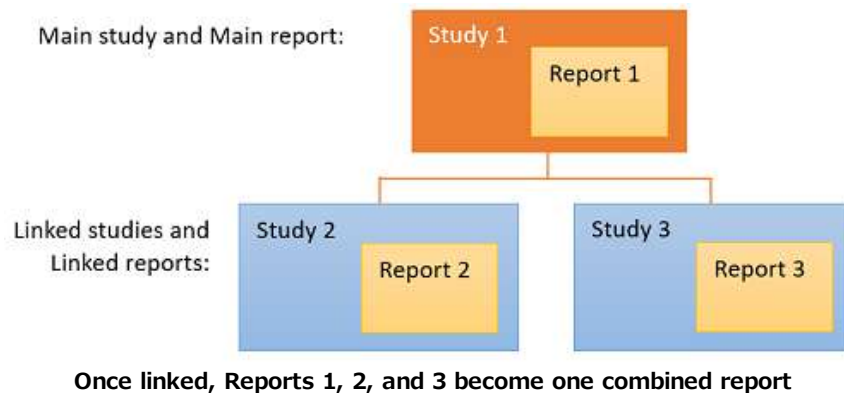 Main study and Main report:
Study 1
Report 1
Linked studies and
Linked reports:
Study 2
Report 2
Study 3
Report 3
Once linked, Reports 1, 2, and 3 become one combined report